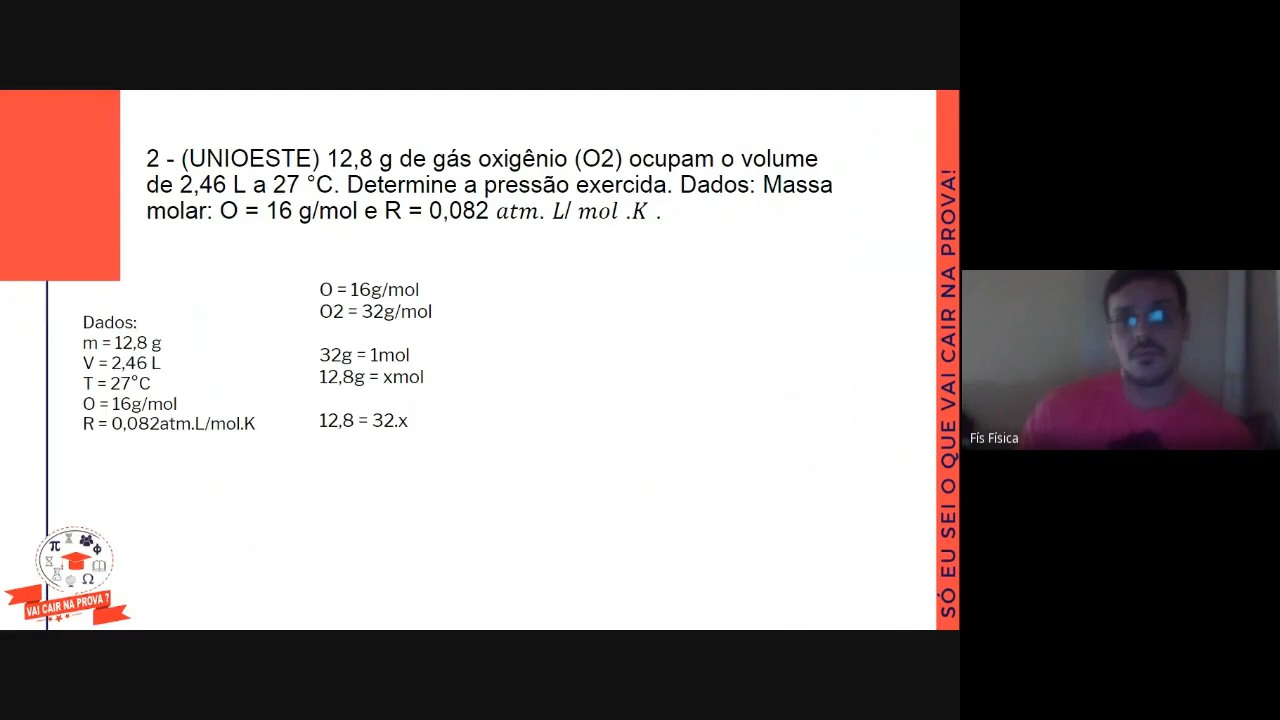 2 - (UNIOESTE) 12,8 g de gás oxigênio (O2) ocupam o volume
de 2,46 L a 27 °C. Determine a pressão exercida. Dados: Massa
molar: O = 16 g/mol e R = 0,082 atm. L/ mol .K .
O = 16g/mol
O2 = 32g/mol
32g = 1mol
12,8g = xmol
12,8 = 32.x
Dados:
m = 12,8 g
V = 2,46 L
T = 27°C
O = 16g/mol
R = 0,082atm.L/mol.K
π
Φ
Ω
VAI CAIR NA PROVA ?
SÓ EU SEI O QUE VAI CAIR NA PROVA!
Fís Física